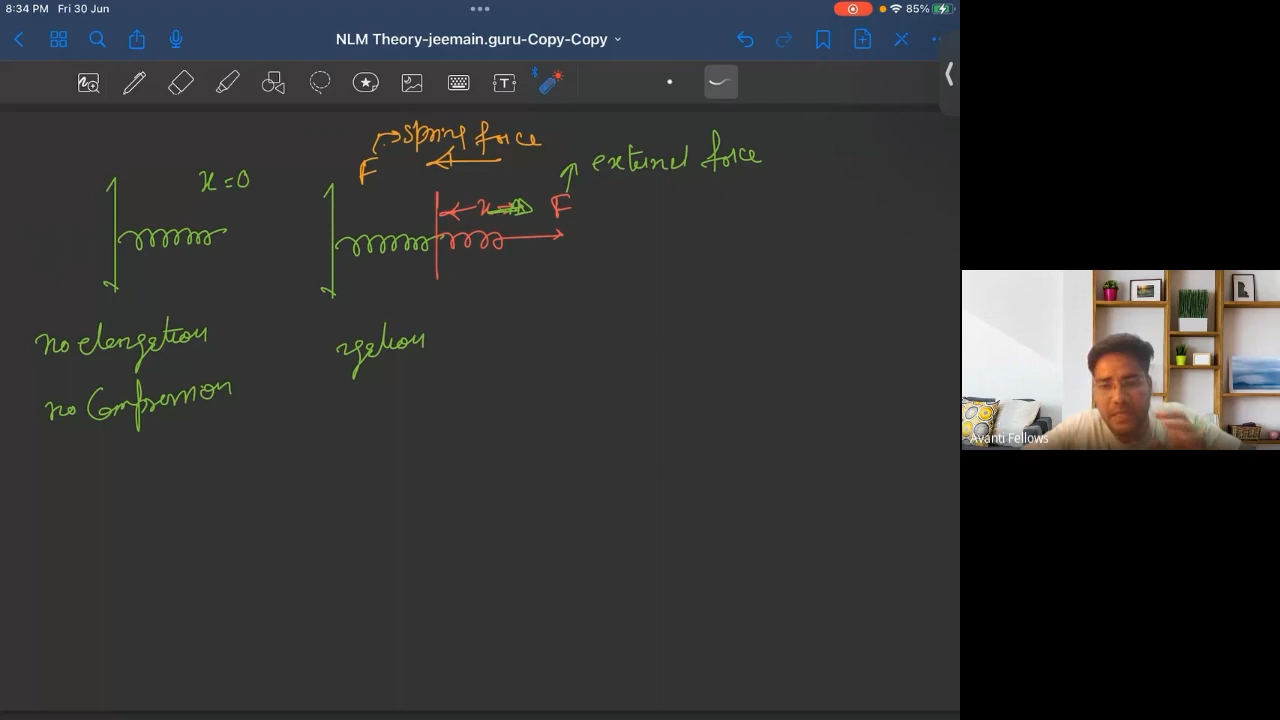 8:34 PM Fri 30 Jun
85%
NLM Theory-jeemain.guru-Copy-Copy
T
spring force
F
external force
x = 0
x
F
no elongation
no Compression
Avanti Fellows